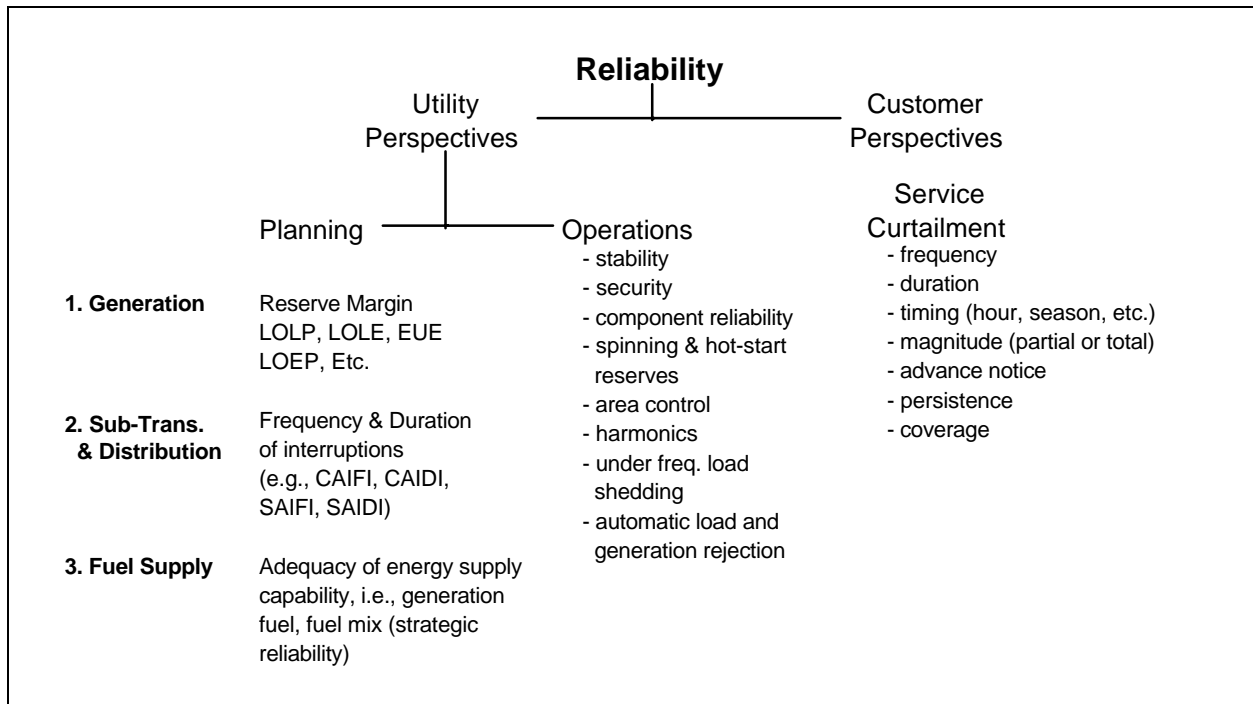 Reliability
Utility
Perspectives
Customer
Perspectives
Planning
1. Generation
Reserve Margin
LOLP, LOLE, EUE
LOEP, Etc.
2. Sub-Trans.
& Distribution
Frequency & Duration
of interruptions
(e.g., CAIFI, CAIDI,
SAIFI, SAIDI)
3. Fuel Supply
Adequacy of energy supply
capability, i.e., generation
fuel, fuel mix (strategic
reliability)
Operations
- stability
- security
- component reliability
- spinning & hot-start
reserves
- area control
- harmonics
- under freq. load
shedding
- automatic load and
generation rejection
Service
Curtailment
- frequency
- duration
- timing (hour, season, etc.)
- magnitude (partial or total)
- advance notice
- persistence
- coverage